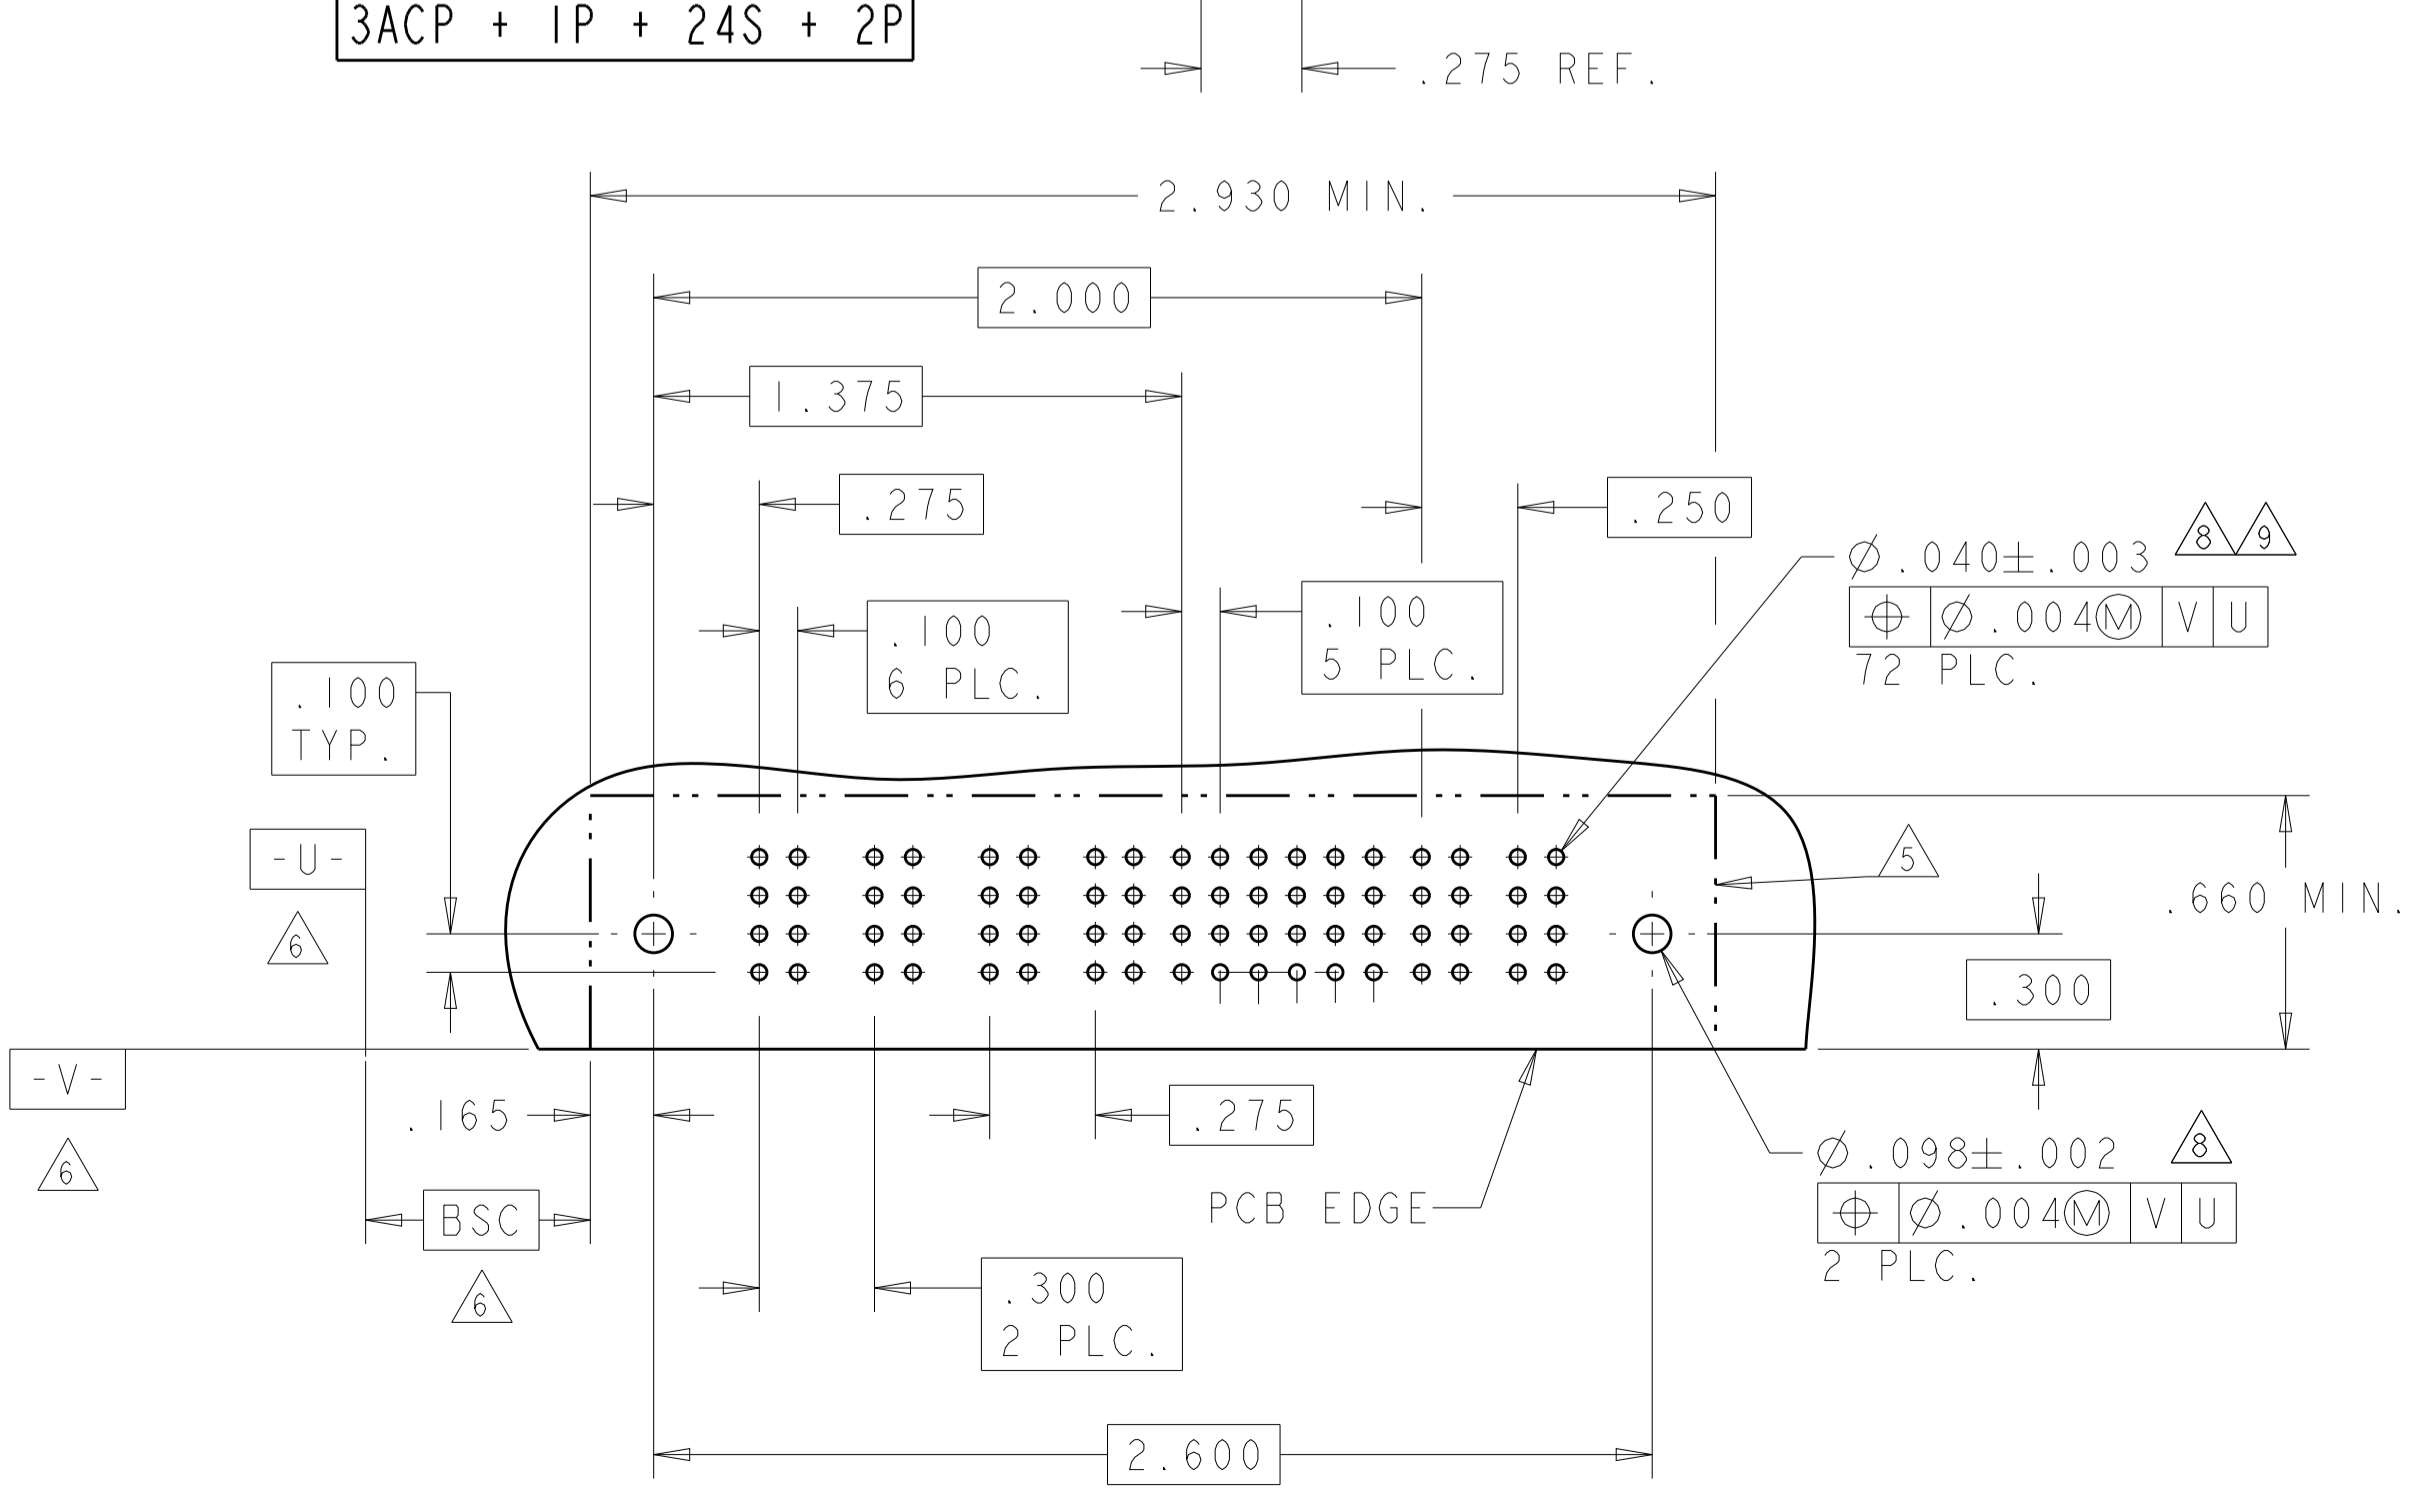 3ACP + 1P + 24S + 2P
.275 REF.
2.930 MIN.
2.000
1.375
.275
.250
Ø.040±.003
8
9
⌖ Ø.004Ⓜ V U
72 PLC.
.100
6 PLC.
.100
5 PLC.
.100
TYP.
-U-
6
5
.660 MIN.
.300
-V-
6
.165
.275
BSC
6
PCB EDGE
Ø.098±.002
8
⌖ Ø.004Ⓜ V U
2 PLC.
.300
2 PLC.
2.600